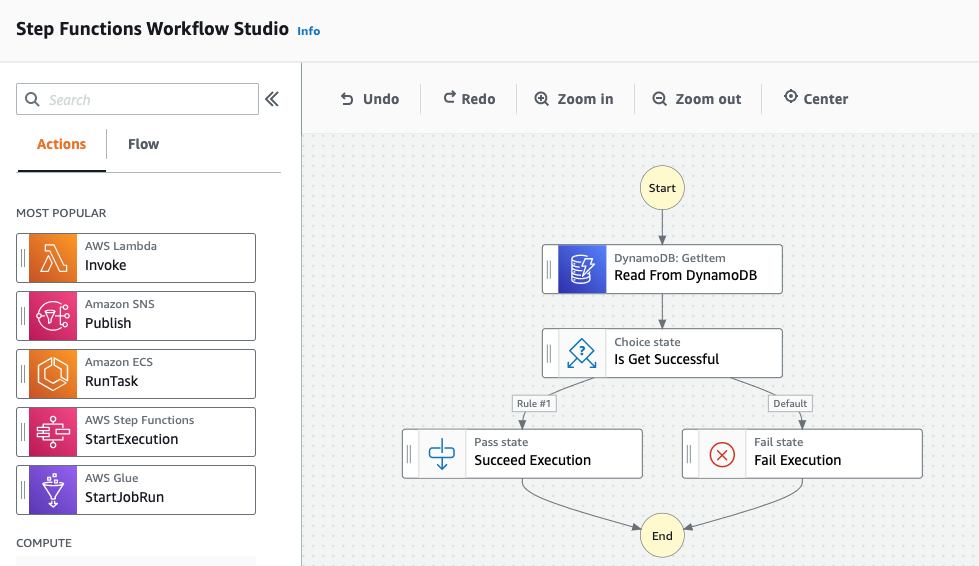 Step Functions Workflow Studio Info
Search
Undo
Redo
Zoom in
Zoom out
Center
Actions
Flow
MOST POPULAR
AWS Lambda
Invoke
Amazon SNS
Publish
Amazon ECS
RunTask
AWS Step Functions
StartExecution
AWS Glue
StartJobRun
COMPUTE
Start
DynamoDB: GetItem
Read From DynamoDB
?
Choice state
Is Get Successful
Rule #1
Default
Pass state
Succeed Execution
Fail state
Fail Execution
End